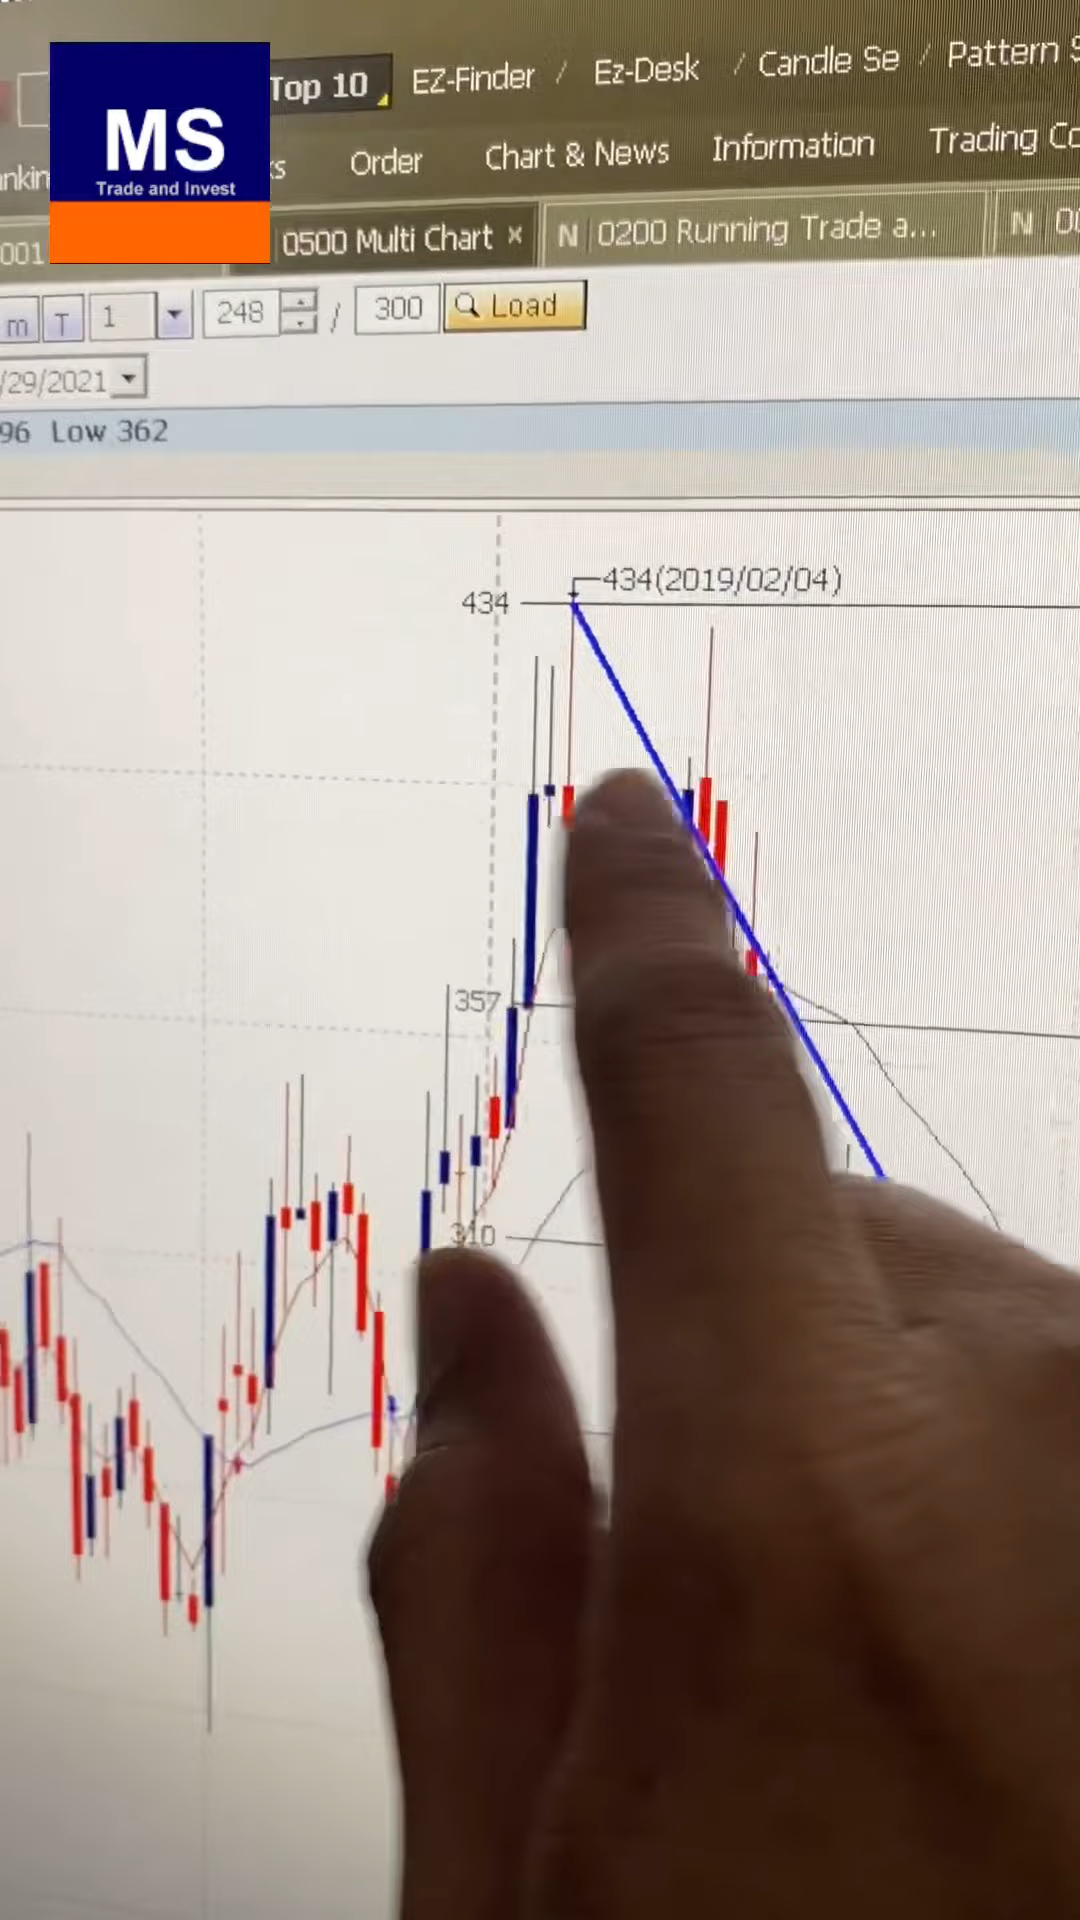 MS
Trade and Invest
Top 10
EZ-Finder / Ez-Desk / Candle Se / Pattern S
Order Chart & News Information Trading Co
001 0500 Multi Chart × N 0200 Running Trade a... N
m T 1 248 / 300 Load
/29/2021
96 Low 362
434(2019/02/04)
434
357
310